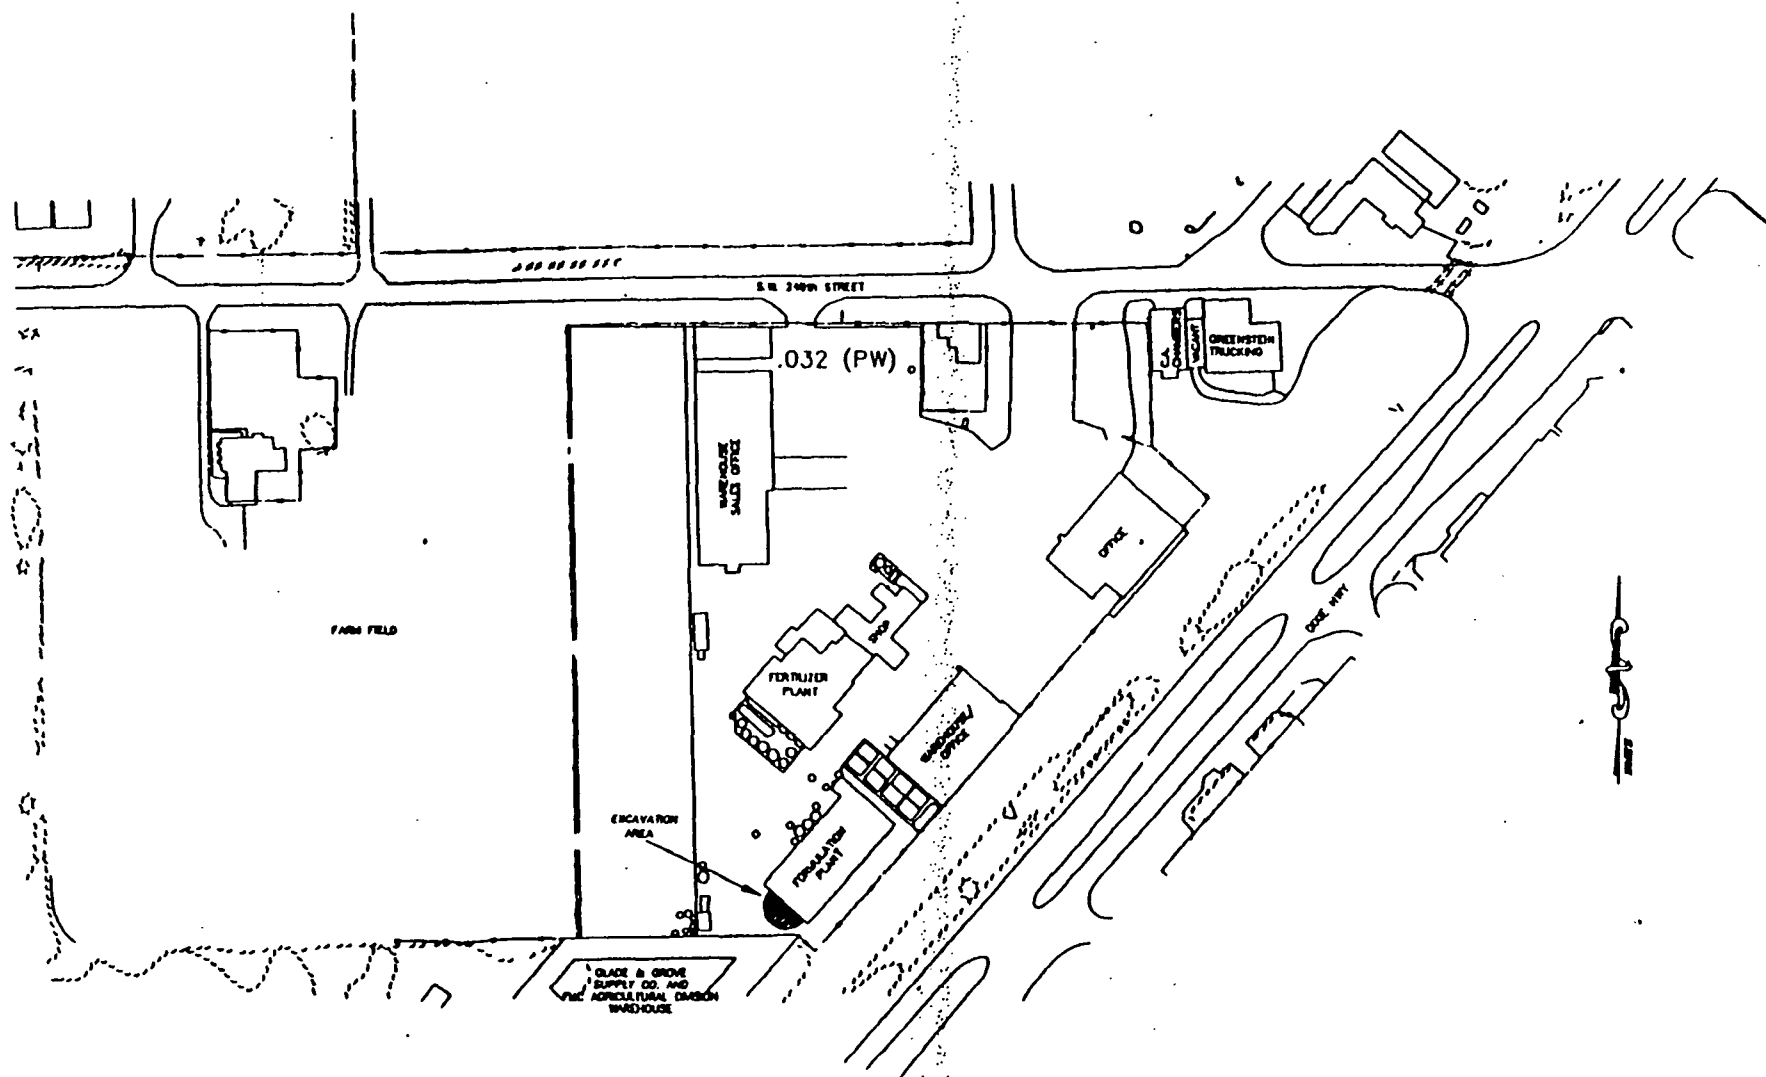 S.W. 248th STREET
.032 (PW)
C.A.
CHAMBERS
VACANT
GREENSTEIN
TRUCKING
WAREHOUSE
SALES OFFICE
OFFICE
FARM FIELD
SHOP
DIXIE HWY
FERTILIZER
PLANT
WAREHOUSE/
OFFICE
EXCAVATION
AREA
FORMULATION
PLANT
GLADE & GROVE
SUPPLY CO. AND
AGRICULTURAL DIVISION
WAREHOUSE